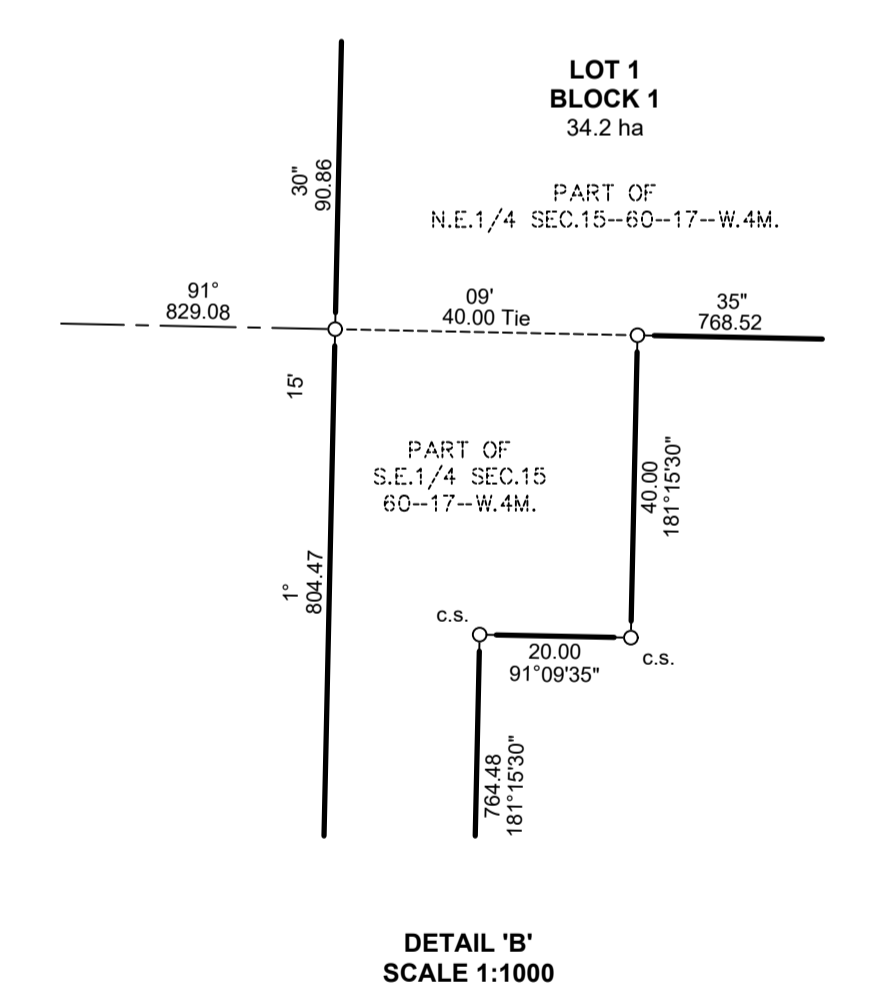 LOT 1
BLOCK 1
34.2 ha
30"
90.86
PART OF
N.E.1/4 SEC.15--60--17--W.4M.
91°
829.08
09'
40.00 Tie
35"
768.52
15'
PART OF
S.E.1/4 SEC.15
60--17--W.4M.
40.00
181°15'30"
1°
804.47
c.s.
20.00
91°09'35"
c.s.
764.48
181°15'30"
DETAIL 'B'
SCALE 1:1000